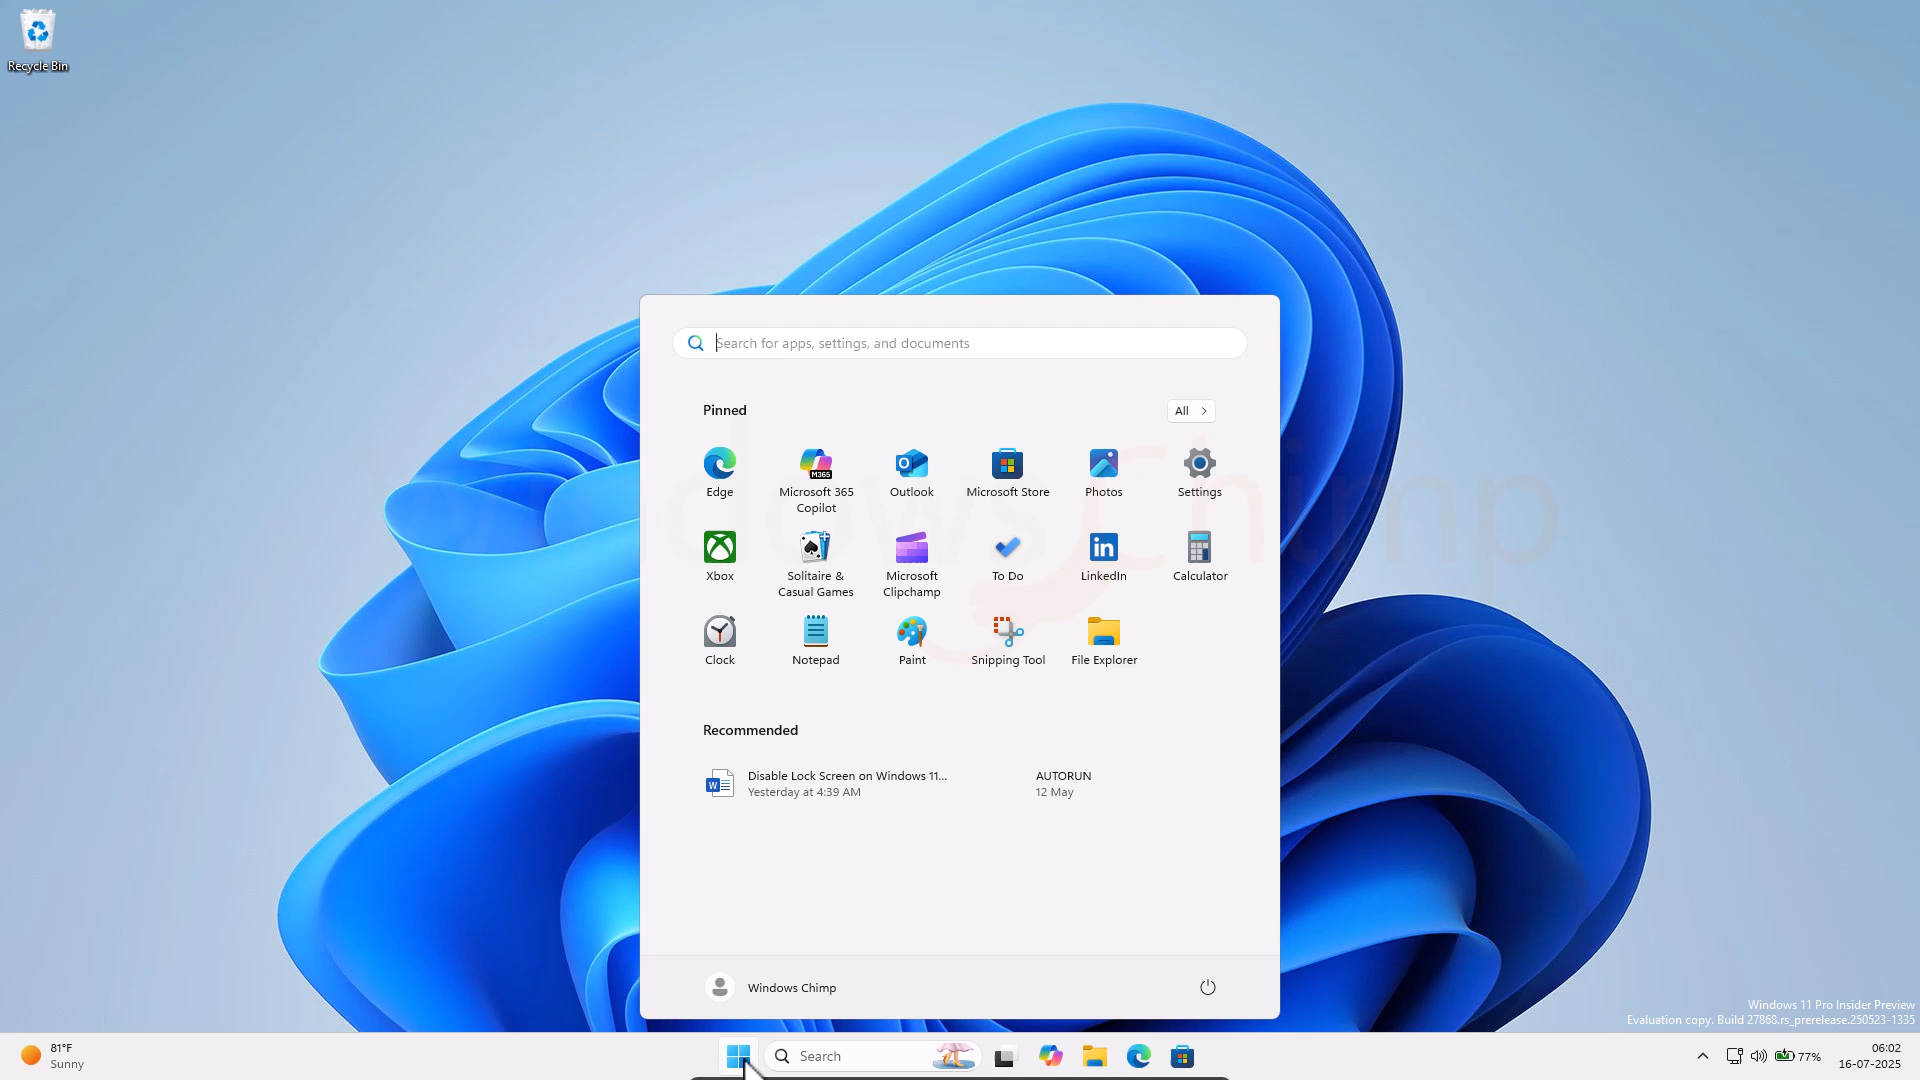 Recycle Bin
Search for apps, settings, and documents
Pinned
All
Edge
Microsoft 365
Copilot
Outlook
Microsoft Store
Photos
Settings
M365
Xbox
Solitaire &
Casual Games
Microsoft
Clipchamp
To Do
LinkedIn
Calculator
Clock
Notepad
Paint
Snipping Tool
File Explorer
dows Chimp
Recommended
Disable Lock Screen on Windows 11...
Yesterday at 4:39 AM
AUTORUN
12 May
Windows Chimp
Windows 11 Pro Insider Preview
Evaluation copy. Build 27868.rs_prerelease.250523-1335
81°F
Sunny
Search
77%
06:02
16-07-2025